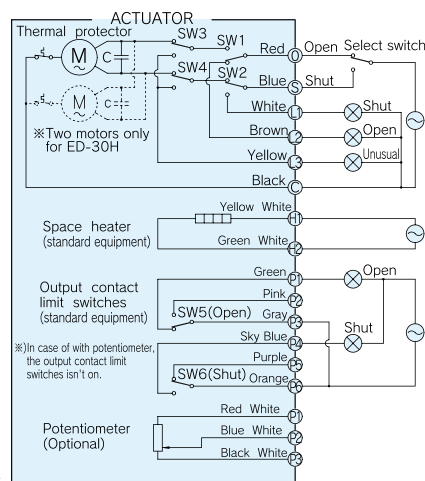 ACTUATOR
Thermal protector
SW3
SW1
Red O Open Select switch
M C
SW4
SW2
Blue S Shut
White L1 Shut
M C
Brown L2 Open
※Two motors only
for ED-30H
Yellow L3 Unusual
Black C
Yellow White H1
Space heater
(standard equipment)
Green White H2
Green P1 Open
Output contact
limit switches
(standard equipment)
Pink P2
SW5(Open) Gray P3
Sky Blue P4 Shut
※)In case of with potentiometer,
the output contact limit
switches isn't on.
Purple P5
SW6(Shut) Orange P6
Red White P1
Potentiometer
(Optional)
Blue White P2
Black White P3